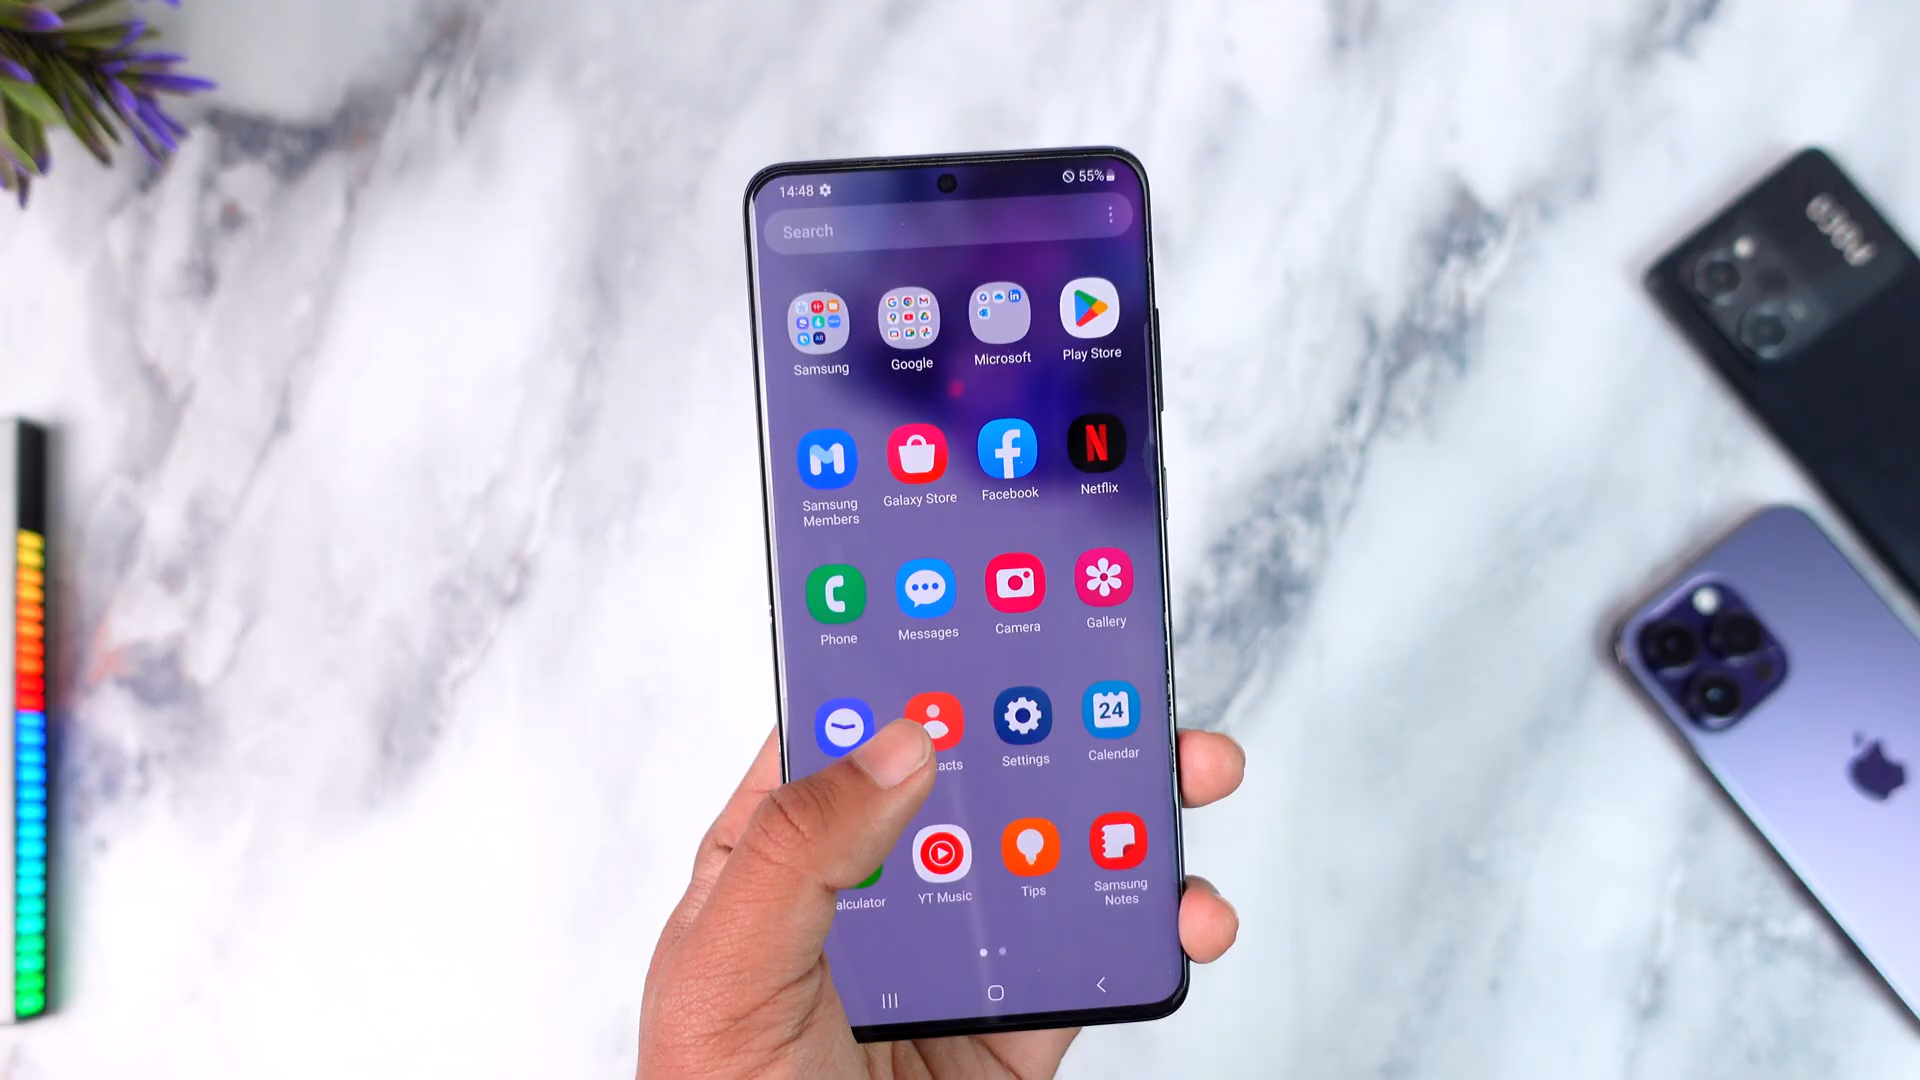 14:48
55%
Search
Samsung
Google
Microsoft
Play Store
Samsung
Members
Galaxy Store
Facebook
Netflix
Phone
Messages
Camera
Gallery
acts
Settings
24
Calendar
alculator
YT Music
Tips
Samsung
Notes
POCO